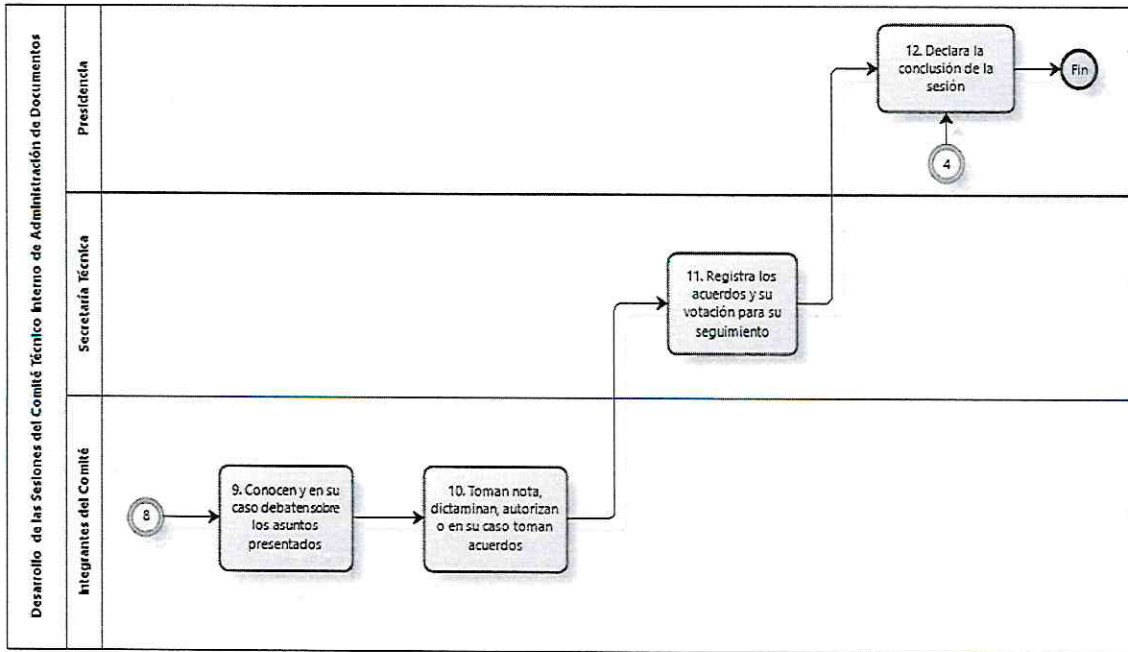 Desarrollo de las Sesiones del Comité Técnico Interno de Administración de Documentos
Presidencia
12. Declara la
conclusión de la
sesión
Fin
4
Secretaría Técnica
11. Registra los
acuerdos y su
votación para su
seguimiento
Integrantes del Comité
8
9. Conocen y en su
caso debaten sobre
los asuntos
presentados
10. Toman nota,
dictaminan, autorizan
o en su caso toman
acuerdos